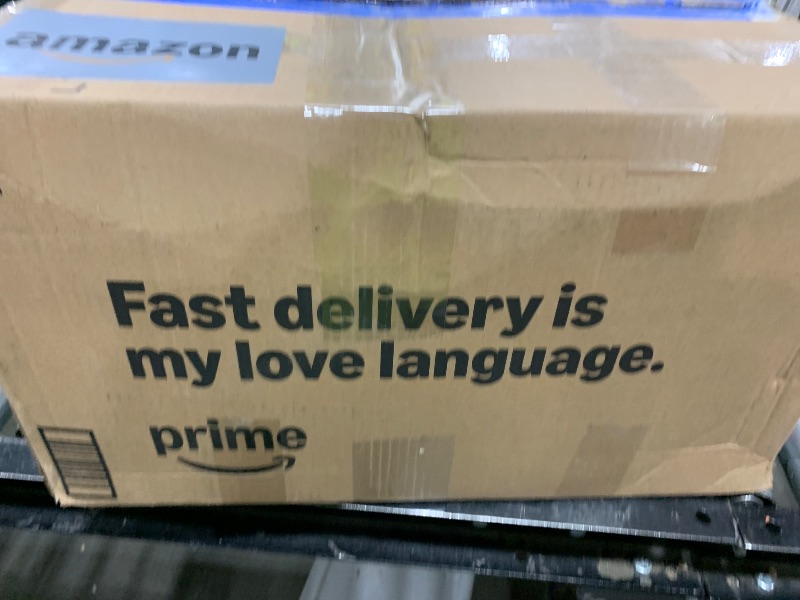 amazon
Fast delivery is
my love language.
prime